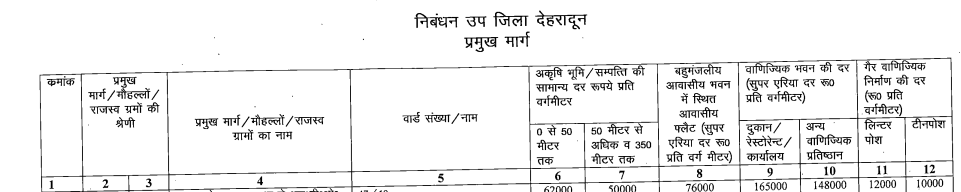 निबंधन उप जिला देहरादून
प्रमुख मार्ग
कमांक
प्रमुख
मार्ग/मौहल्लों/
राजस्व ग्रमों की
श्रेणी
प्रमुख मार्ग/मौहल्लों/राजस्व
ग्रामों का नाम
वार्ड संख्या/नाम
अकृषि भूमि/सम्पत्ति की
सामान्य दर रूपये प्रति
वर्गमीटर
0 से 50
मीटर
तक
50 मीटर से
अधिक व 350
मीटर तक
बहुमंजलीय
आवासीय भवन
में स्थित
आवासीय
फ्लैट (सुपर
एरिया दर रू0
प्रति वर्ग मीटर)
वाणिज्यिक भवन की दर
(सुपर एरिया दर रू0
प्रति वर्गमीटर)
दुकान/
रेस्टोरेन्ट/
कार्यालय
अन्य
वाणिज्यिक
प्रतिष्ठान
गैर वाणिज्यिक
निर्माण की दर
(रू0 प्रति
वर्गमीटर)
लिन्टर
पोश
टीनपोश
1 2 3 4 5 6 7 8 9 10 11 12
62000 50000 76000 165000 148000 12000 10000